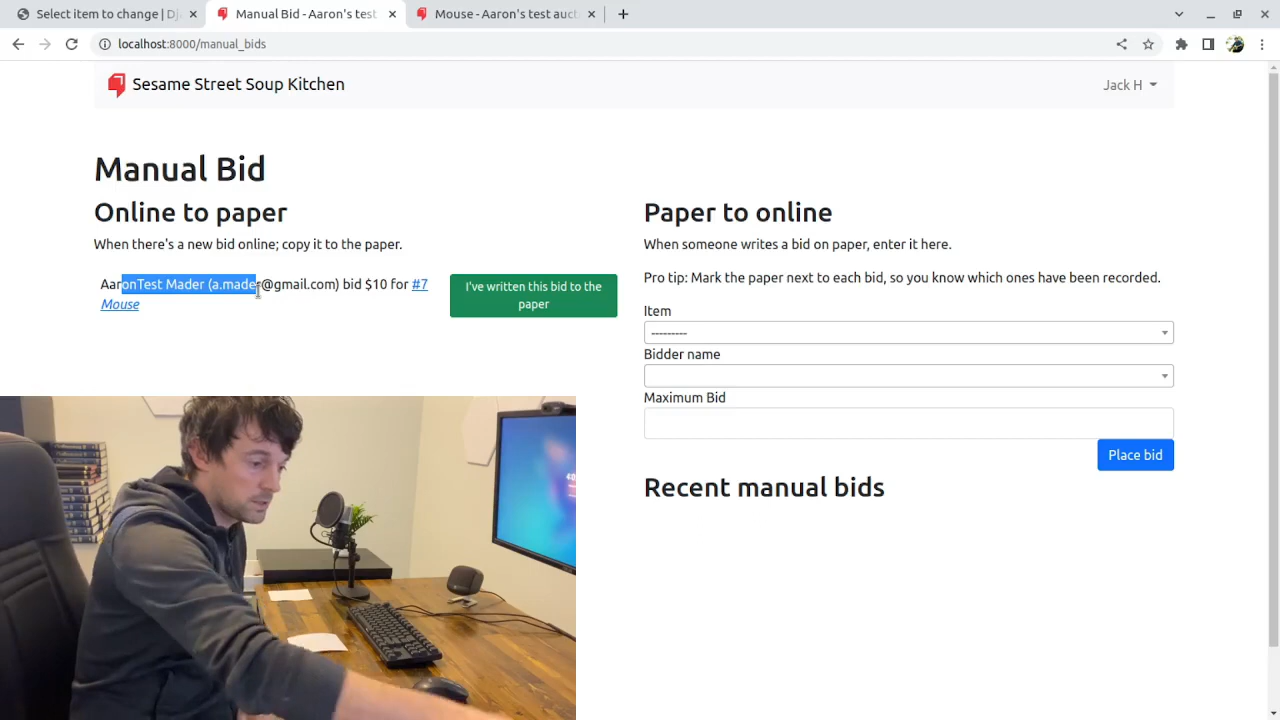 Select item to change | Dj
Manual Bid - Aaron's test
Mouse - Aaron's test auct
localhost:8000/manual_bids
Sesame Street Soup Kitchen
Jack H
Manual Bid
Online to paper
When there's a new bid online; copy it to the paper.
AaronTest Mader (a.mader@gmail.com) bid $10 for #7
Mouse
I've written this bid to the
paper
Paper to online
When someone writes a bid on paper, enter it here.
Pro tip: Mark the paper next to each bid, so you know which ones have been recorded.
Item
---------
Bidder name
Maximum Bid
Place bid
Recent manual bids